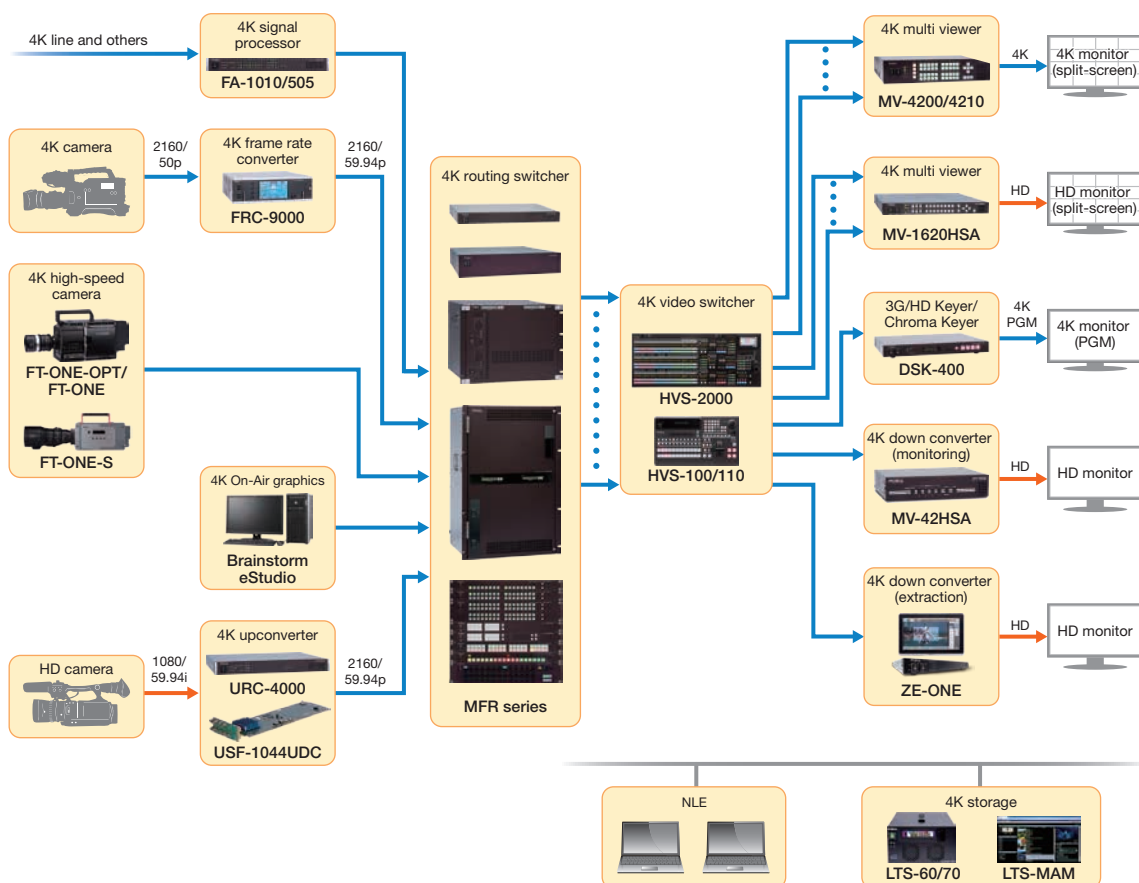 4K line and others
4K signal
processor
FA-1010/505
4K camera
2160/
50p
4K frame rate
converter
FRC-9000
2160/
59.94p
4K high-speed
camera
FT-ONE-OPT/
FT-ONE
FT-ONE-S
4K On-Air graphics
Brainstorm
eStudio
HD camera
1080/
59.94i
4K upconverter
URC-4000
USF-1044UDC
2160/
59.94p
4K routing switcher
MFR series
4K video switcher
HVS-2000
HVS-100/110
4K multi viewer
MV-4200/4210
4K
4K monitor
(split-screen)
4K multi viewer
MV-1620HSA
HD
HD monitor
(split-screen)
3G/HD Keyer/
Chroma Keyer
DSK-400
4K
PGM
4K monitor
(PGM)
4K down converter
(monitoring)
MV-42HSA
HD
HD monitor
4K down converter
(extraction)
ZE-ONE
HD
HD monitor
NLE
4K storage
LTS-60/70
LTS-MAM